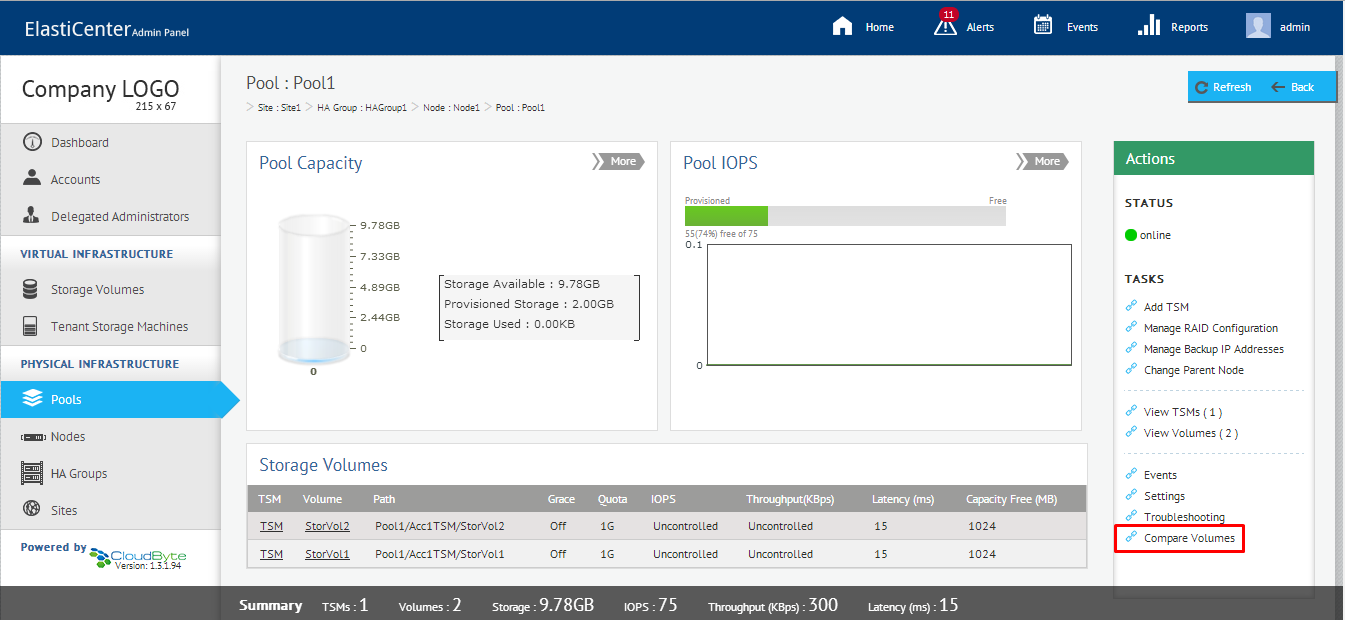 ElastiCenter Admin Panel
Home
11
Alerts
Events
Reports
admin
Company LOGO
215 x 67
Dashboard
Accounts
Delegated Administrators
VIRTUAL INFRASTRUCTURE
Storage Volumes
Tenant Storage Machines
PHYSICAL INFRASTRUCTURE
Pools
Nodes
HA Groups
Sites
Powered by CloudByte
Version: 1.3.1.94
Pool : Pool1
> Site : Site1 > HA Group : HAGroup1 > Node : Node1 > Pool : Pool1
Refresh
Back
Pool Capacity
More
9.78GB
7.33GB
4.89GB
2.44GB
0
0
Storage Available : 9.78GB
Provisioned Storage : 2.00GB
Storage Used : 0.00KB
Pool IOPS
More
Provisioned Free
55(74%) free of 75
0.1
0
Storage Volumes
TSM Volume Path Grace Quota IOPS Throughput(KBps) Latency (ms) Capacity Free (MB)
TSM StorVol2 Pool1/Acc1TSM/StorVol2 Off 1G Uncontrolled Uncontrolled 15 1024
TSM StorVol1 Pool1/Acc1TSM/StorVol1 Off 1G Uncontrolled Uncontrolled 15 1024
Actions
STATUS
online
TASKS
Add TSM
Manage RAID Configuration
Manage Backup IP Addresses
Change Parent Node
View TSMs ( 1 )
View Volumes ( 2 )
Events
Settings
Troubleshooting
Compare Volumes
Summary TSMs : 1 Volumes : 2 Storage : 9.78GB IOPS : 75 Throughput (KBps) : 300 Latency (ms) : 15